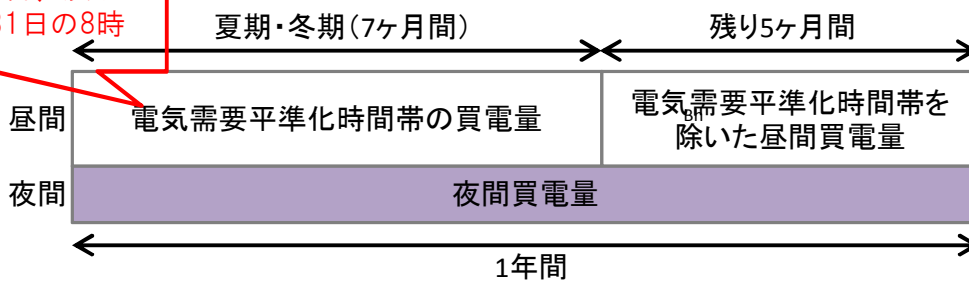 31日の8時
夏期・冬期（7ヶ月間）
残り5ヶ月間
昼間
電気需要平準化時間帯の買電量
電気需要平準化時間帯を
除いた昼間買電量
夜間
夜間買電量
1年間